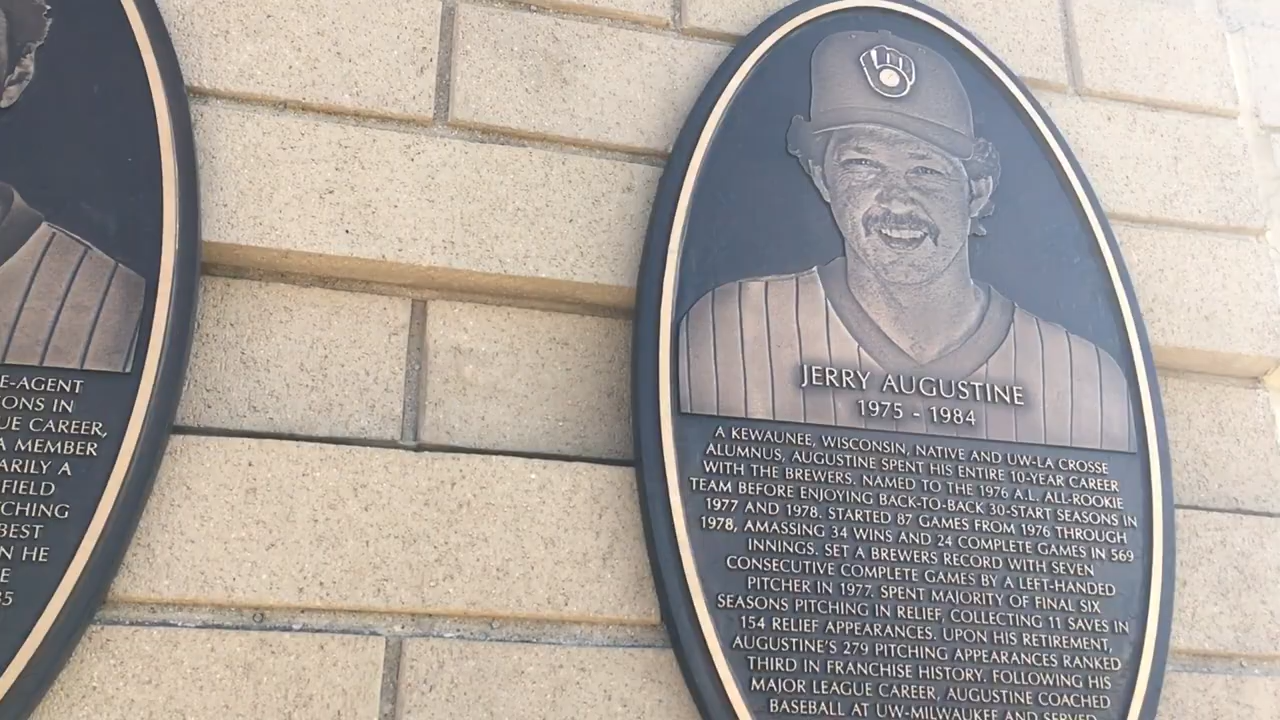 E-AGENT
ONS IN
UE CAREER,
A MEMBER
ARILY A
FIELD
TCHING
BEST
N HE
E
85
JERRY AUGUSTINE
1975 - 1984
A KEWAUNEE, WISCONSIN, NATIVE AND UW-LA CROSSE
ALUMNUS, AUGUSTINE SPENT HIS ENTIRE 10-YEAR CAREER
WITH THE BREWERS. NAMED TO THE 1976 A.L. ALL-ROOKIE
TEAM BEFORE ENJOYING BACK-TO-BACK 30-START SEASONS IN
1977 AND 1978. STARTED 87 GAMES FROM 1976 THROUGH
1978, AMASSING 34 WINS AND 24 COMPLETE GAMES IN 569
INNINGS. SET A BREWERS RECORD WITH SEVEN
CONSECUTIVE COMPLETE GAMES BY A LEFT-HANDED
PITCHER IN 1977. SPENT MAJORITY OF FINAL SIX
SEASONS PITCHING IN RELIEF, COLLECTING 11 SAVES IN
154 RELIEF APPEARANCES. UPON HIS RETIREMENT,
AUGUSTINE'S 279 PITCHING APPEARANCES RANKED
THIRD IN FRANCHISE HISTORY. FOLLOWING HIS
MAJOR LEAGUE CAREER, AUGUSTINE COACHED
BASEBALL AT UW-MILWAUKEE AND SERVED